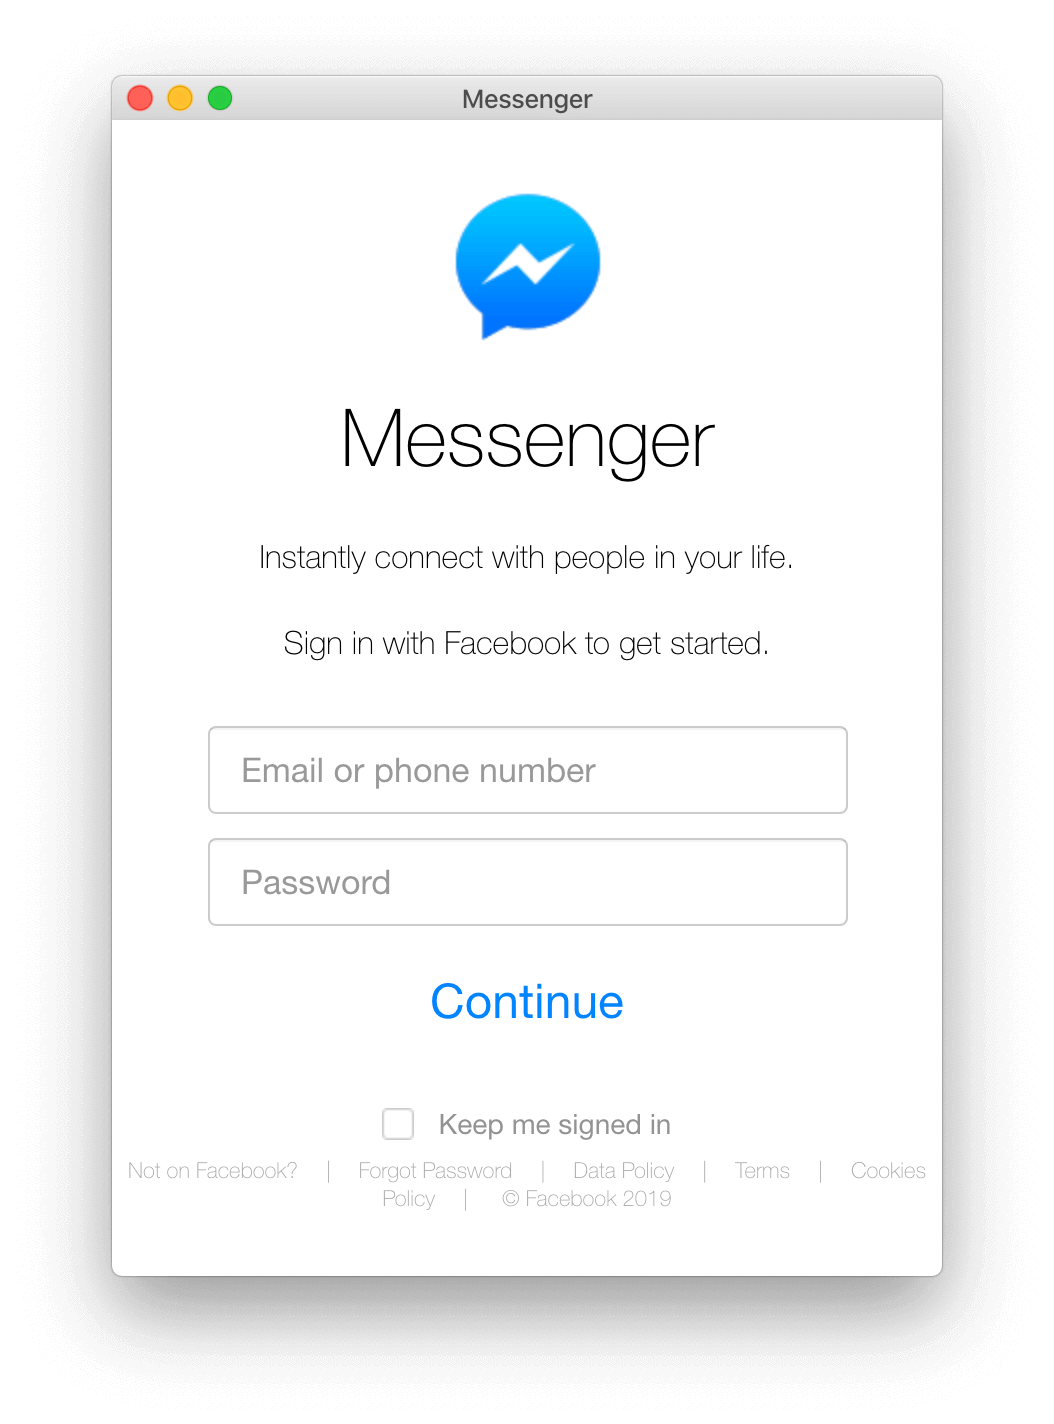 Messenger
Messenger
Instantly connect with people in your life.
Sign in with Facebook to get started.
Email or phone number
Password
Continue
Keep me signed in
Not on Facebook? | Forgot Password | Data Policy | Terms | Cookies
Policy | © Facebook 2019